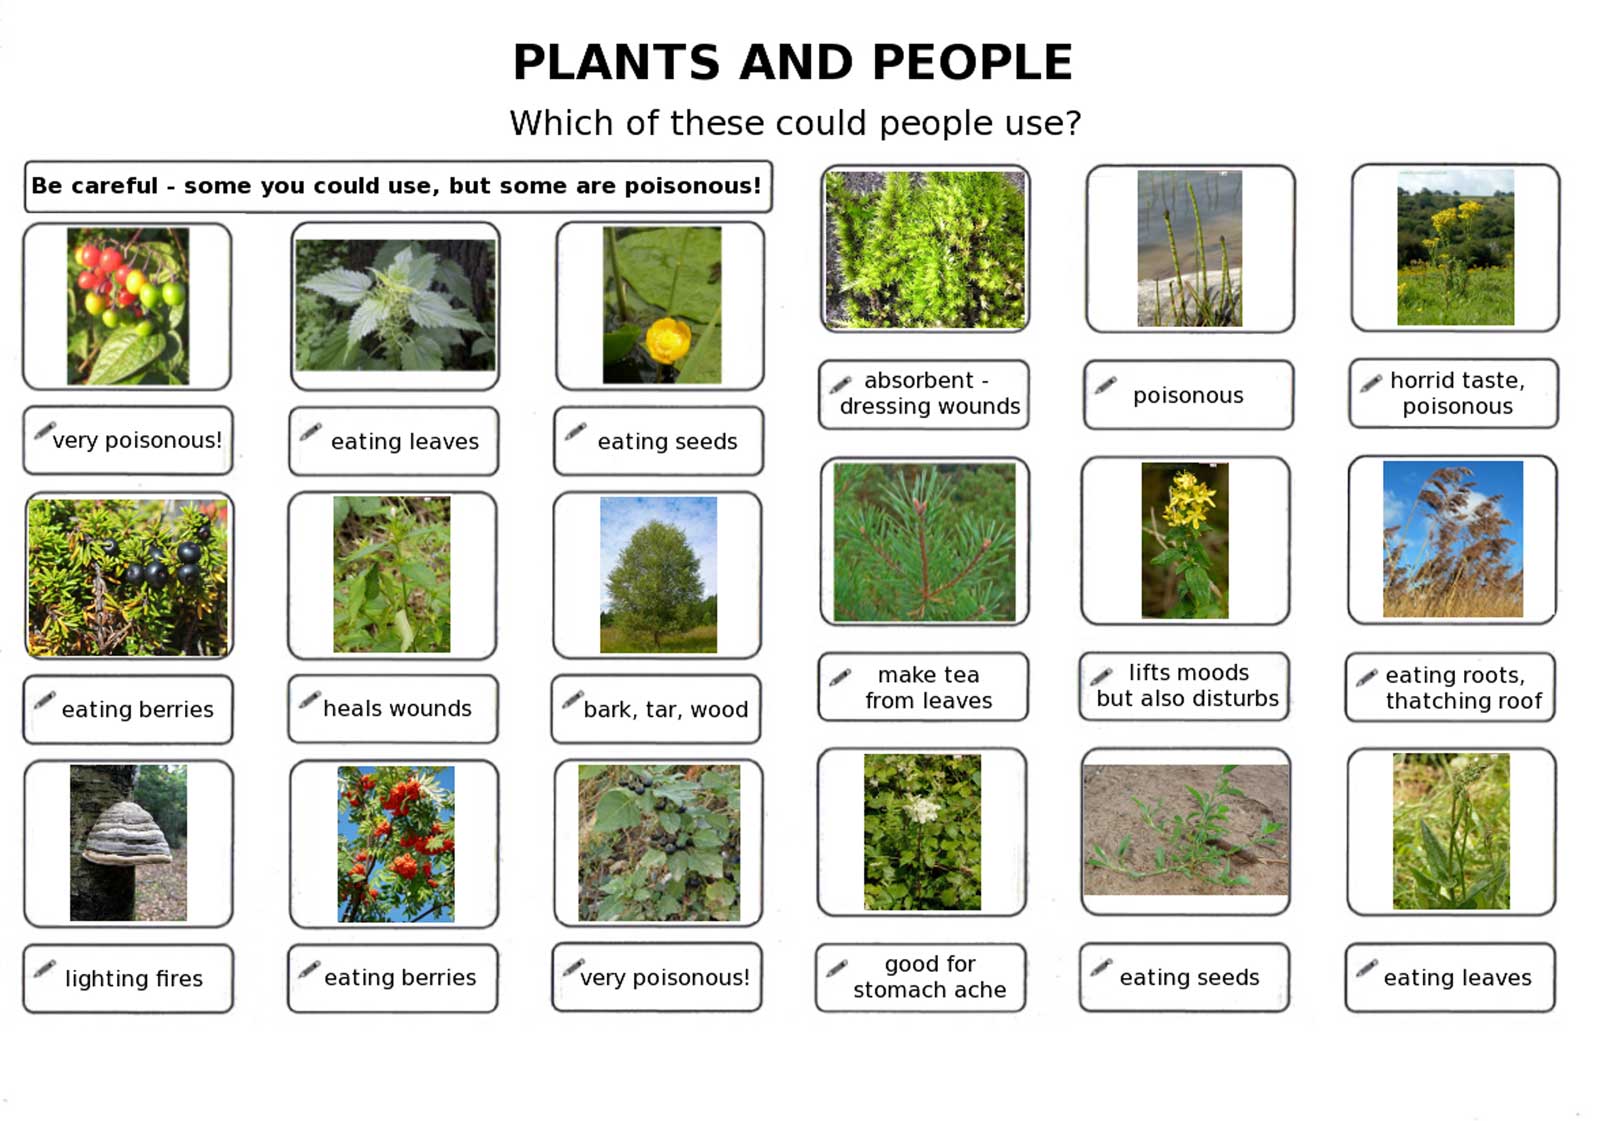 PLANTS AND PEOPLE
Which of these could people use?
Be careful - some you could use, but some are poisonous!
very poisonous!
eating leaves
eating seeds
absorbent -
dressing wounds
poisonous
horrid taste,
poisonous
eating berries
heals wounds
bark, tar, wood
make tea
from leaves
lifts moods
but also disturbs
eating roots,
thatching roof
lighting fires
eating berries
very poisonous!
good for
stomach ache
eating seeds
eating leaves